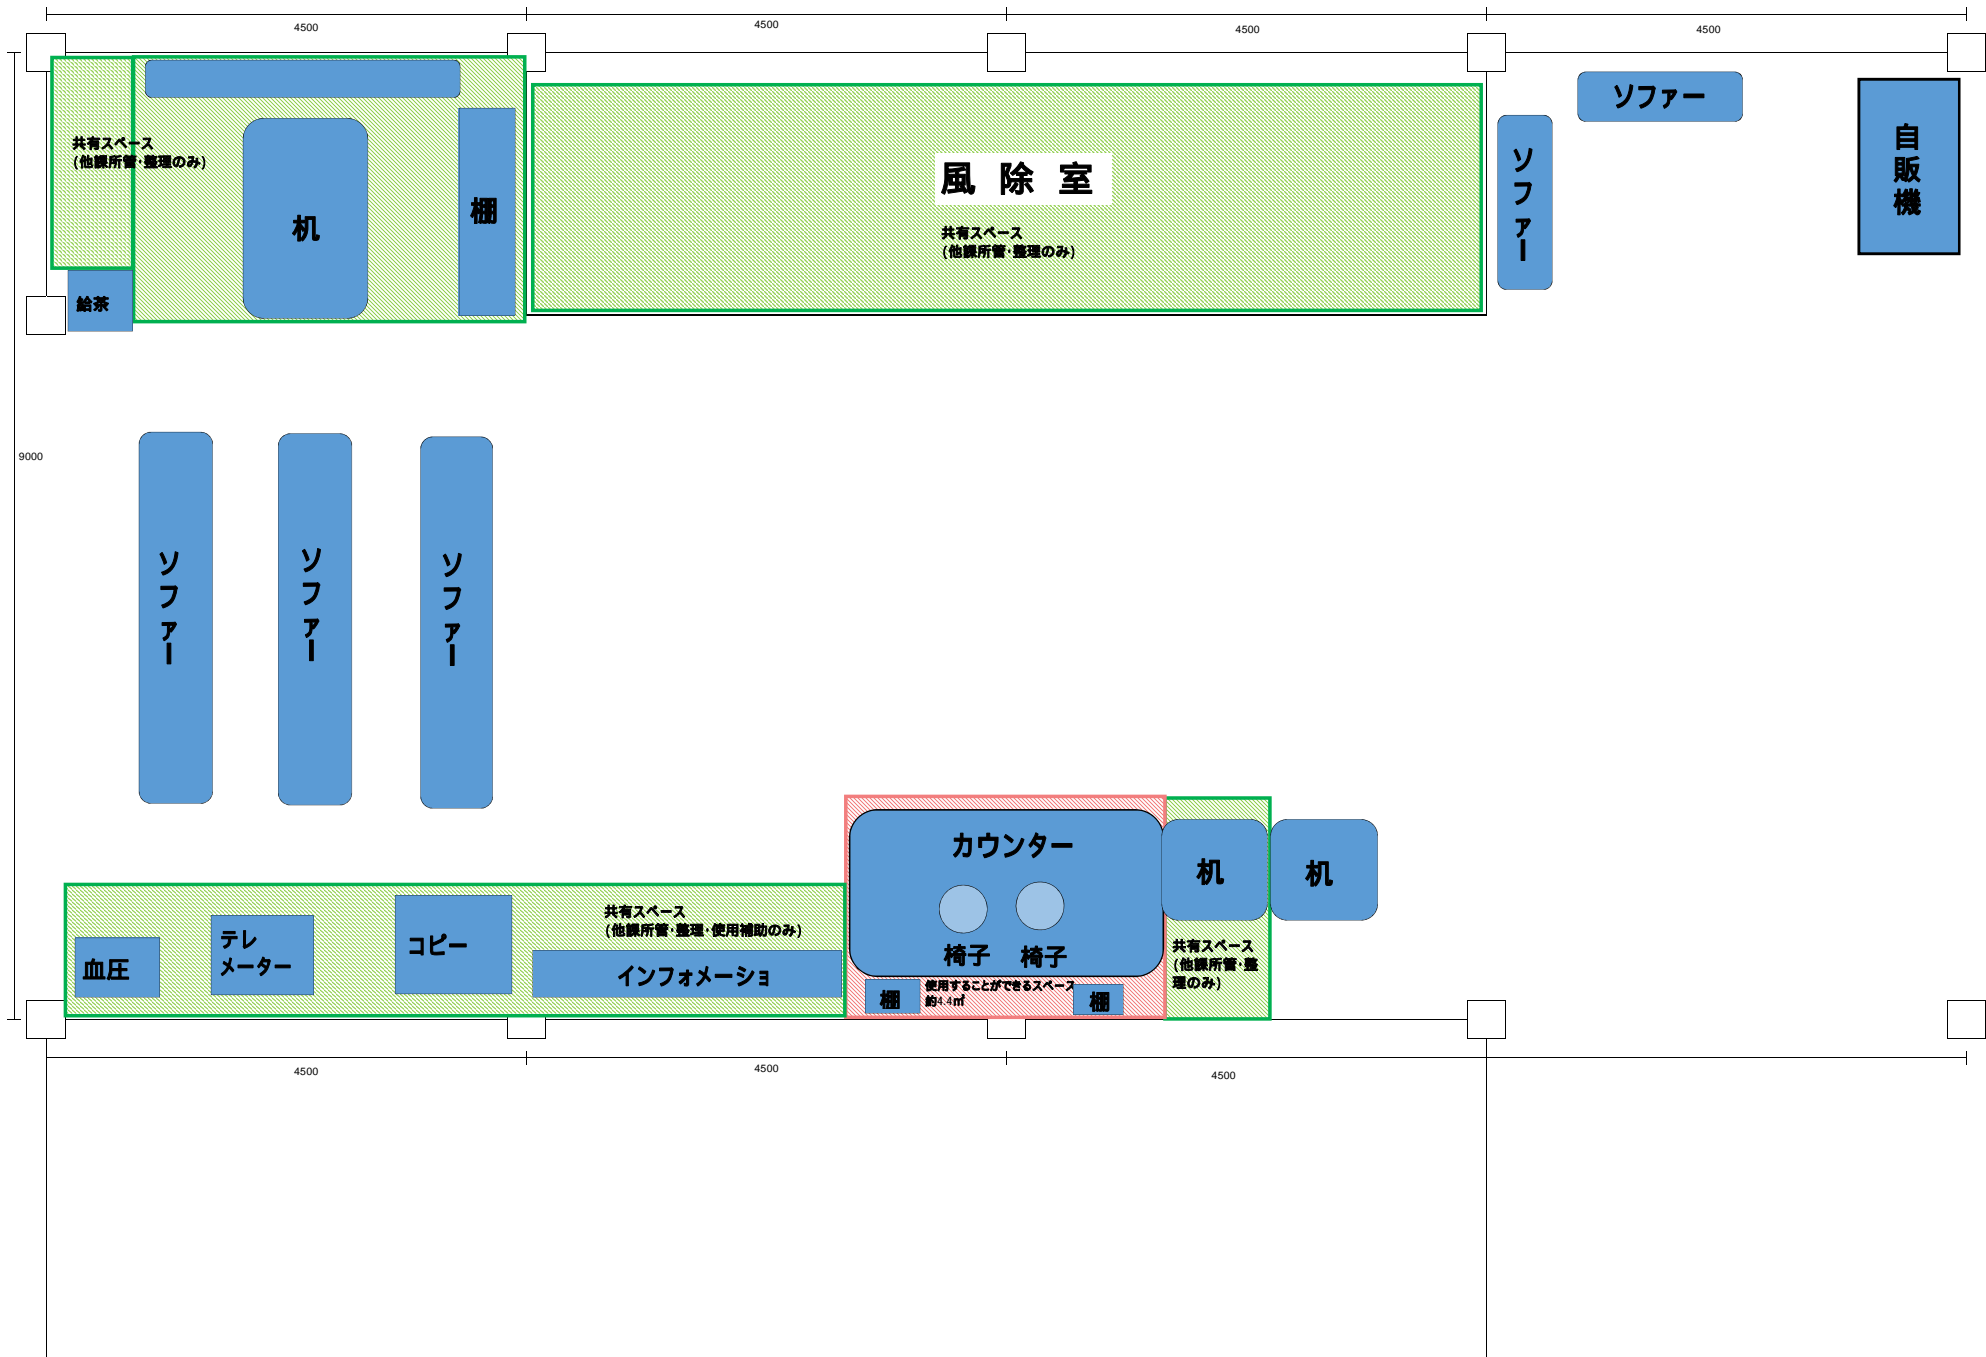 4500
4500
4500
4500
共有スペース
(他課所管・整理のみ)
机
棚
給茶
風除室
共有スペース
(他課所管・整理のみ)
ソファー
ソファー
自販機
9000
ソファー
ソファー
ソファー
カウンター
椅子
椅子
机
机
共有スペース
(他課所管・整
理のみ)
共有スペース
(他課所管・整理・使用補助のみ)
血圧
テレ
メーター
コピー
インフォメーショ
棚
使用することができるスペース
約4.4㎡
棚
4500
4500
4500